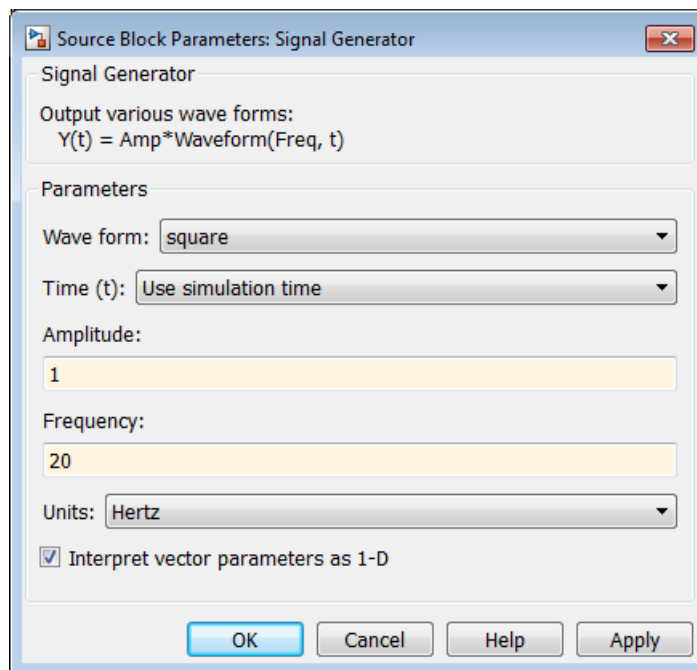 Source Block Parameters: Signal Generator
Signal Generator
Output various wave forms:
Y(t) = Amp*Waveform(Freq, t)
Parameters
Wave form: square
Time (t): Use simulation time
Amplitude:
1
Frequency:
20
Units: Hertz
Interpret vector parameters as 1-D
OK Cancel Help Apply